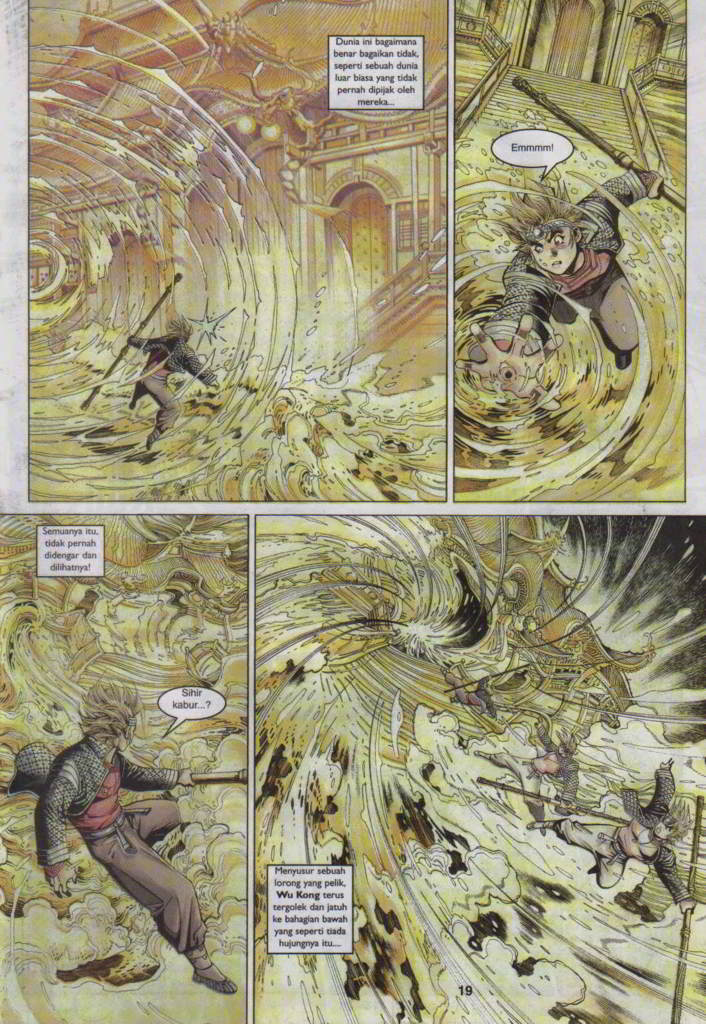 Dunia ini bagaimana
benar bagaikan tidak,
seperti sebuah dunia
luar biasa yang tidak
pernah dipijak oleh
mereka...
Emmmm!
Semuanya itu,
tidak pernah
didengar dan
dilihatnya!
Sihir
kabur...?
Menyusur sebuah
lorong yang pelik,
Wu Kong terus
tergolek dan jatuh
ke bahagian bawah
yang seperti tiada
hujungnya itu....
19